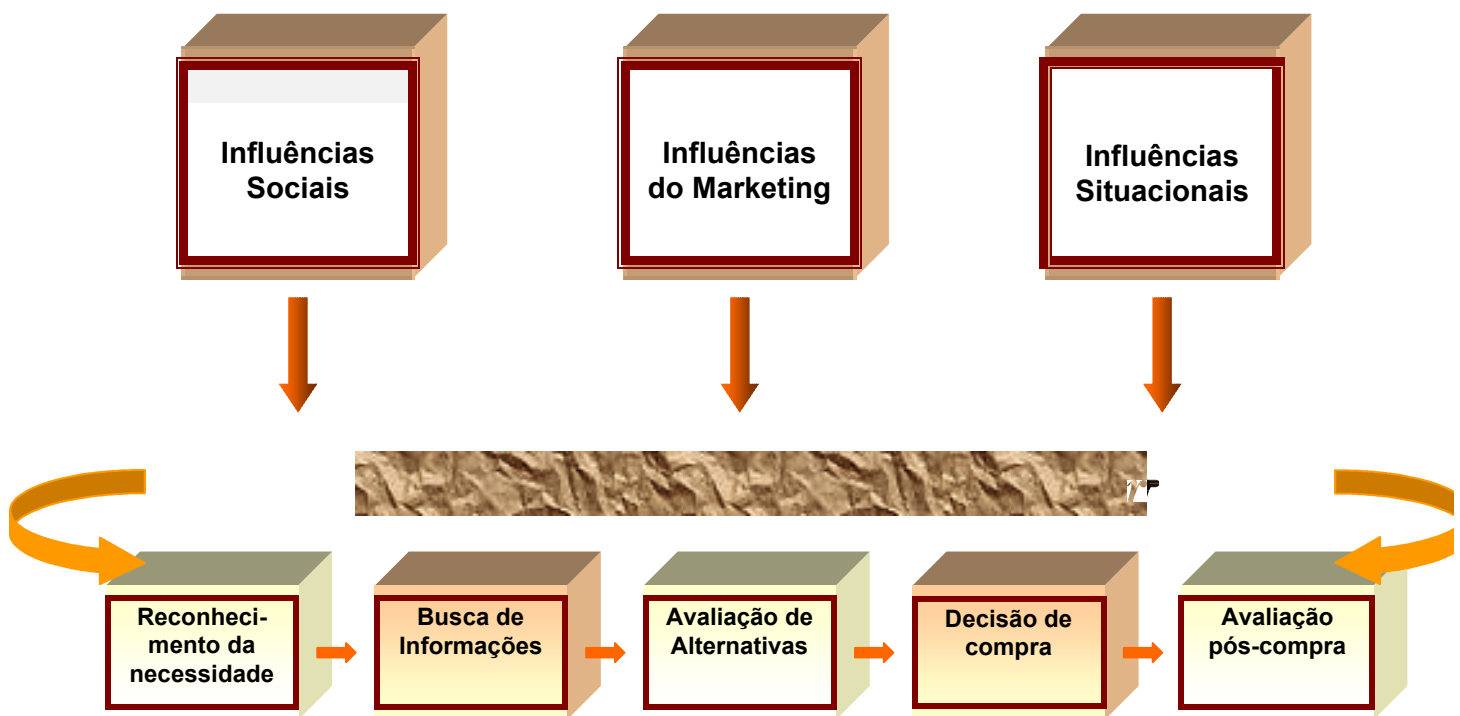 Influências
Sociais
Influências
do Marketing
Influências
Situacionais
Reconheci-
mento da
necessidade
Busca de
Informações
Avaliação de
Alternativas
Decisão de
compra
Avaliação
pós-compra